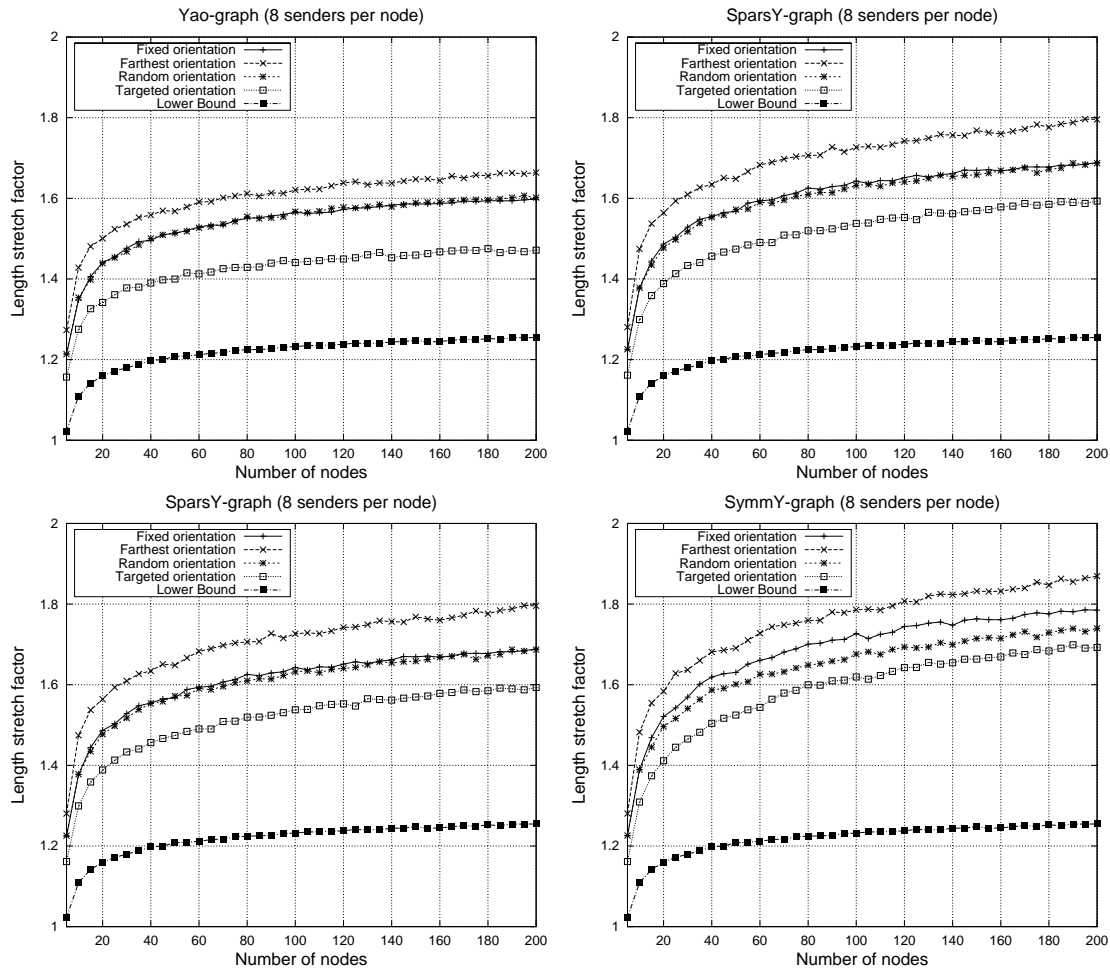 Yao-graph (8 senders per node)
Length stretch factor
2
1.8
1.6
1.4
1.2
1
Fixed orientation
Farthest orientation
Random orientation
Targeted orientation
Lower Bound
20 40 60 80 100 120 140 160 180 200
Number of nodes
SparsY-graph (8 senders per node)
Length stretch factor
2
1.8
1.6
1.4
1.2
1
Fixed orientation
Farthest orientation
Random orientation
Targeted orientation
Lower Bound
20 40 60 80 100 120 140 160 180 200
Number of nodes
SparsY-graph (8 senders per node)
Length stretch factor
2
1.8
1.6
1.4
1.2
1
Fixed orientation
Farthest orientation
Random orientation
Targeted orientation
Lower Bound
20 40 60 80 100 120 140 160 180 200
Number of nodes
SymmY-graph (8 senders per node)
Length stretch factor
2
1.8
1.6
1.4
1.2
1
Fixed orientation
Farthest orientation
Random orientation
Targeted orientation
Lower Bound
20 40 60 80 100 120 140 160 180 200
Number of nodes